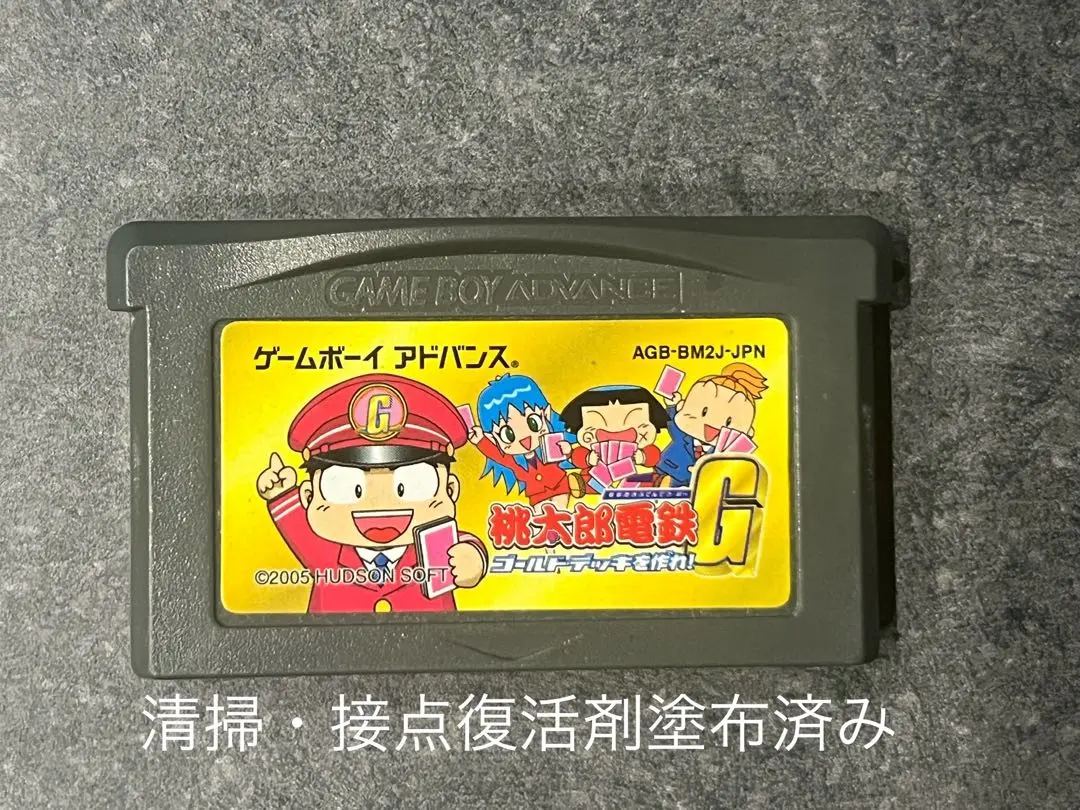 GAME BOY ADVANCE
ゲームボーイ アドバンス®
AGB-BM2J-JPN
G
桃太郎電鉄G
ゴールドデッキを作れ!
©2005 HUDSON SOFT
清掃・接点復活剤塗布済み